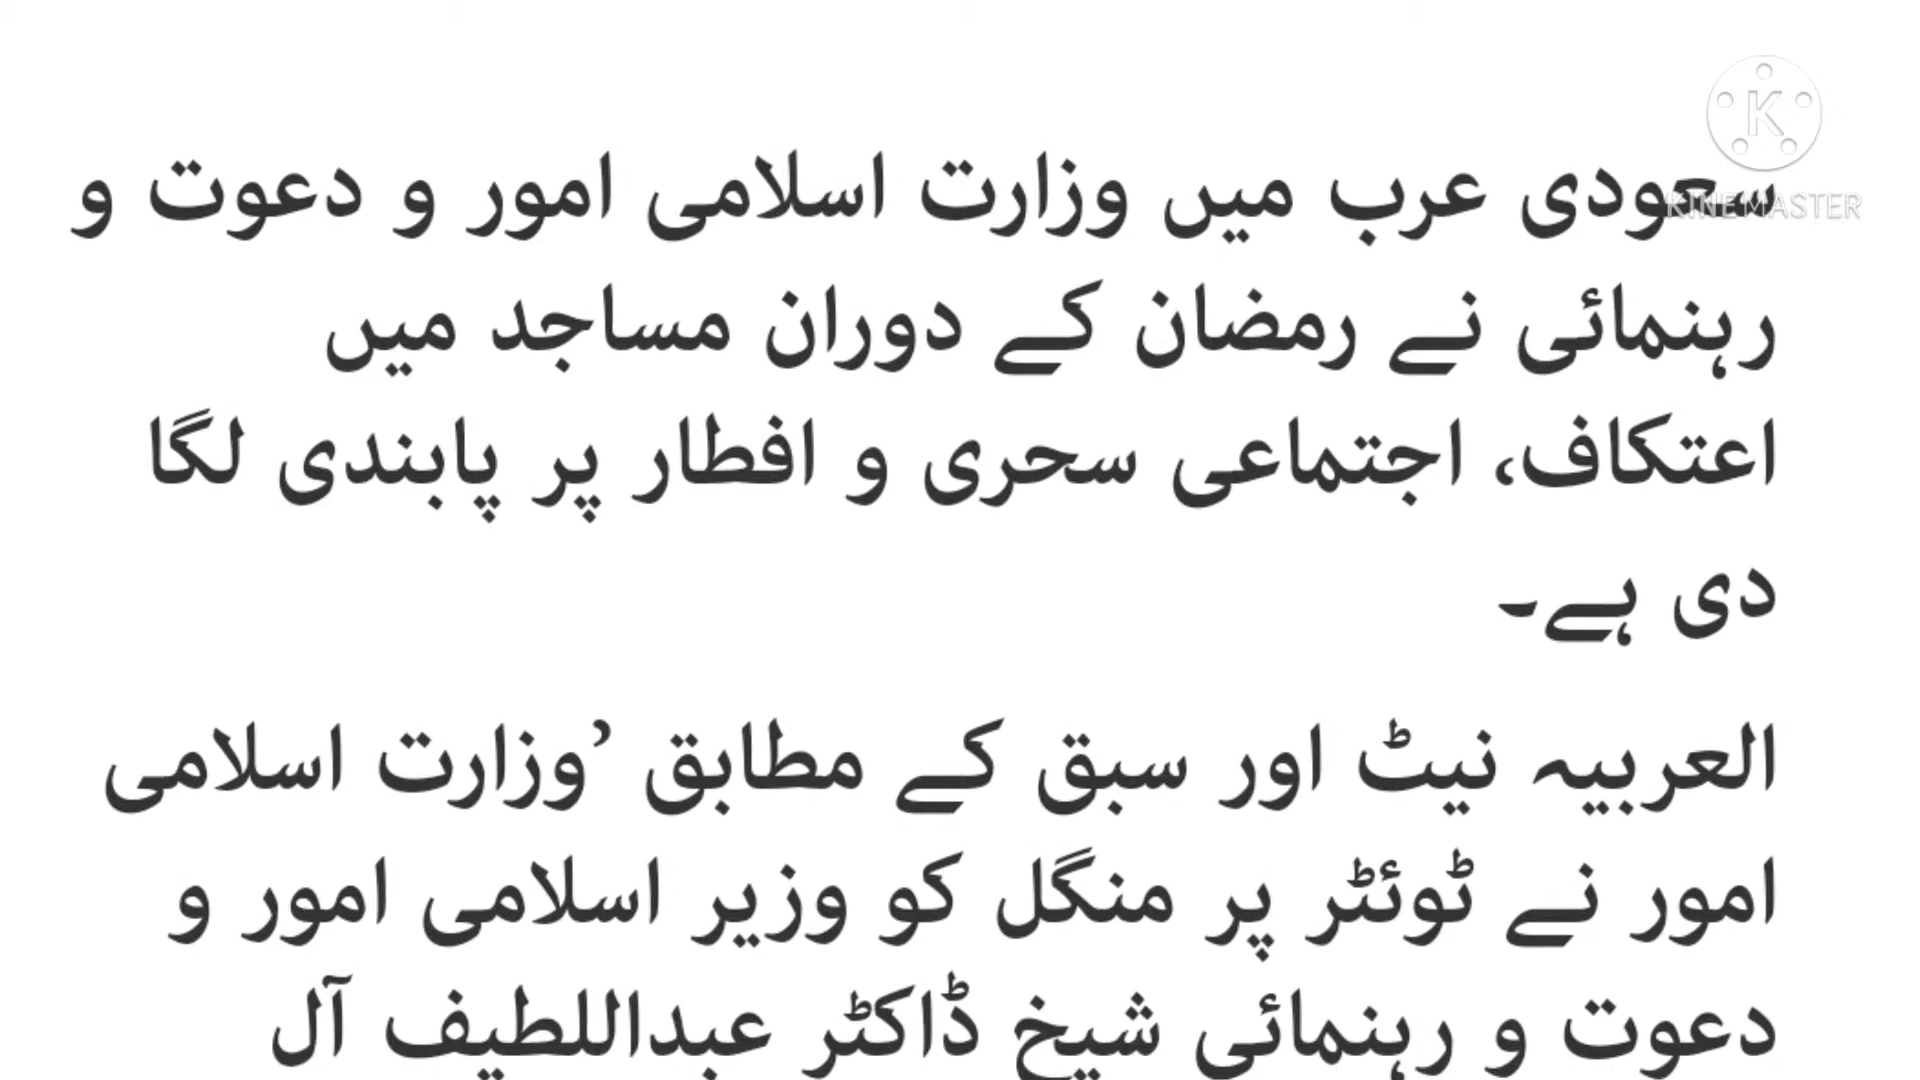 K
KINEMASTER
سعودی عرب میں وزارت اسلامی امور و دعوت و
رہنمائی نے رمضان کے دوران مساجد میں
اعتکاف، اجتماعی سحری و افطار پر پابندی لگا
دی ہے۔
العربیہ نیٹ اور سبق کے مطابق ’وزارت اسلامی
امور نے ٹوئٹر پر منگل کو وزیر اسلامی امور و
دعوت و رہنمائی شیخ ڈاکٹر عبداللطیف آل